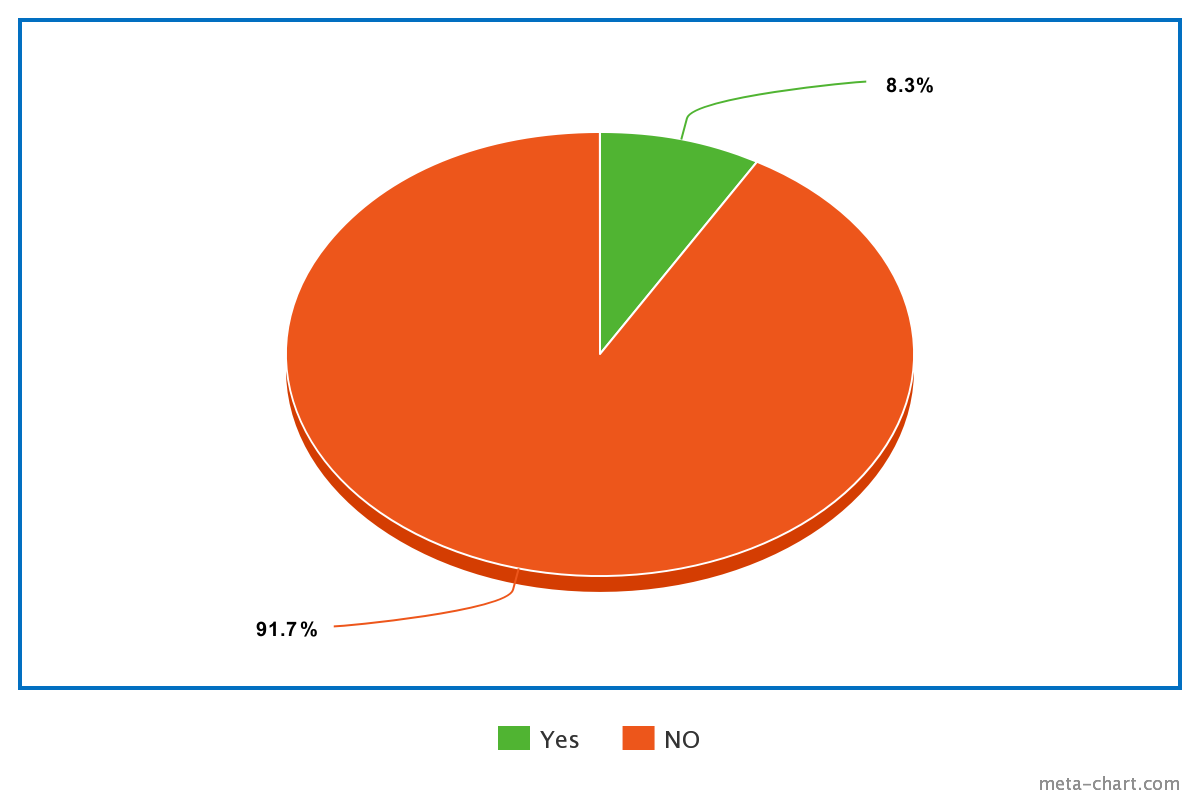 8.3%
91.7%
Yes
NO
meta-chart.com